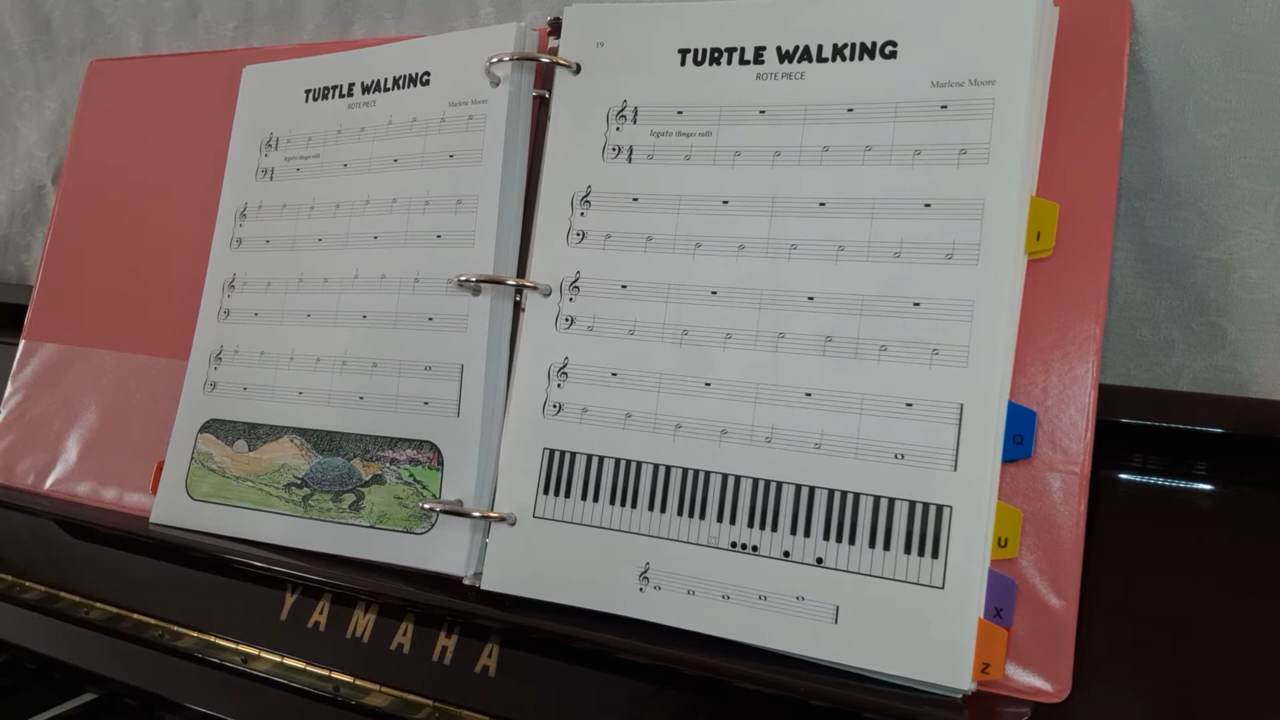 TURTLE WALKING
ROTE PIECE
Marlene Moore
legato (finger roll)
19
TURTLE WALKING
ROTE PIECE
Marlene Moore
legato (finger roll)
I
Q
U
X
Z
YAMAHA